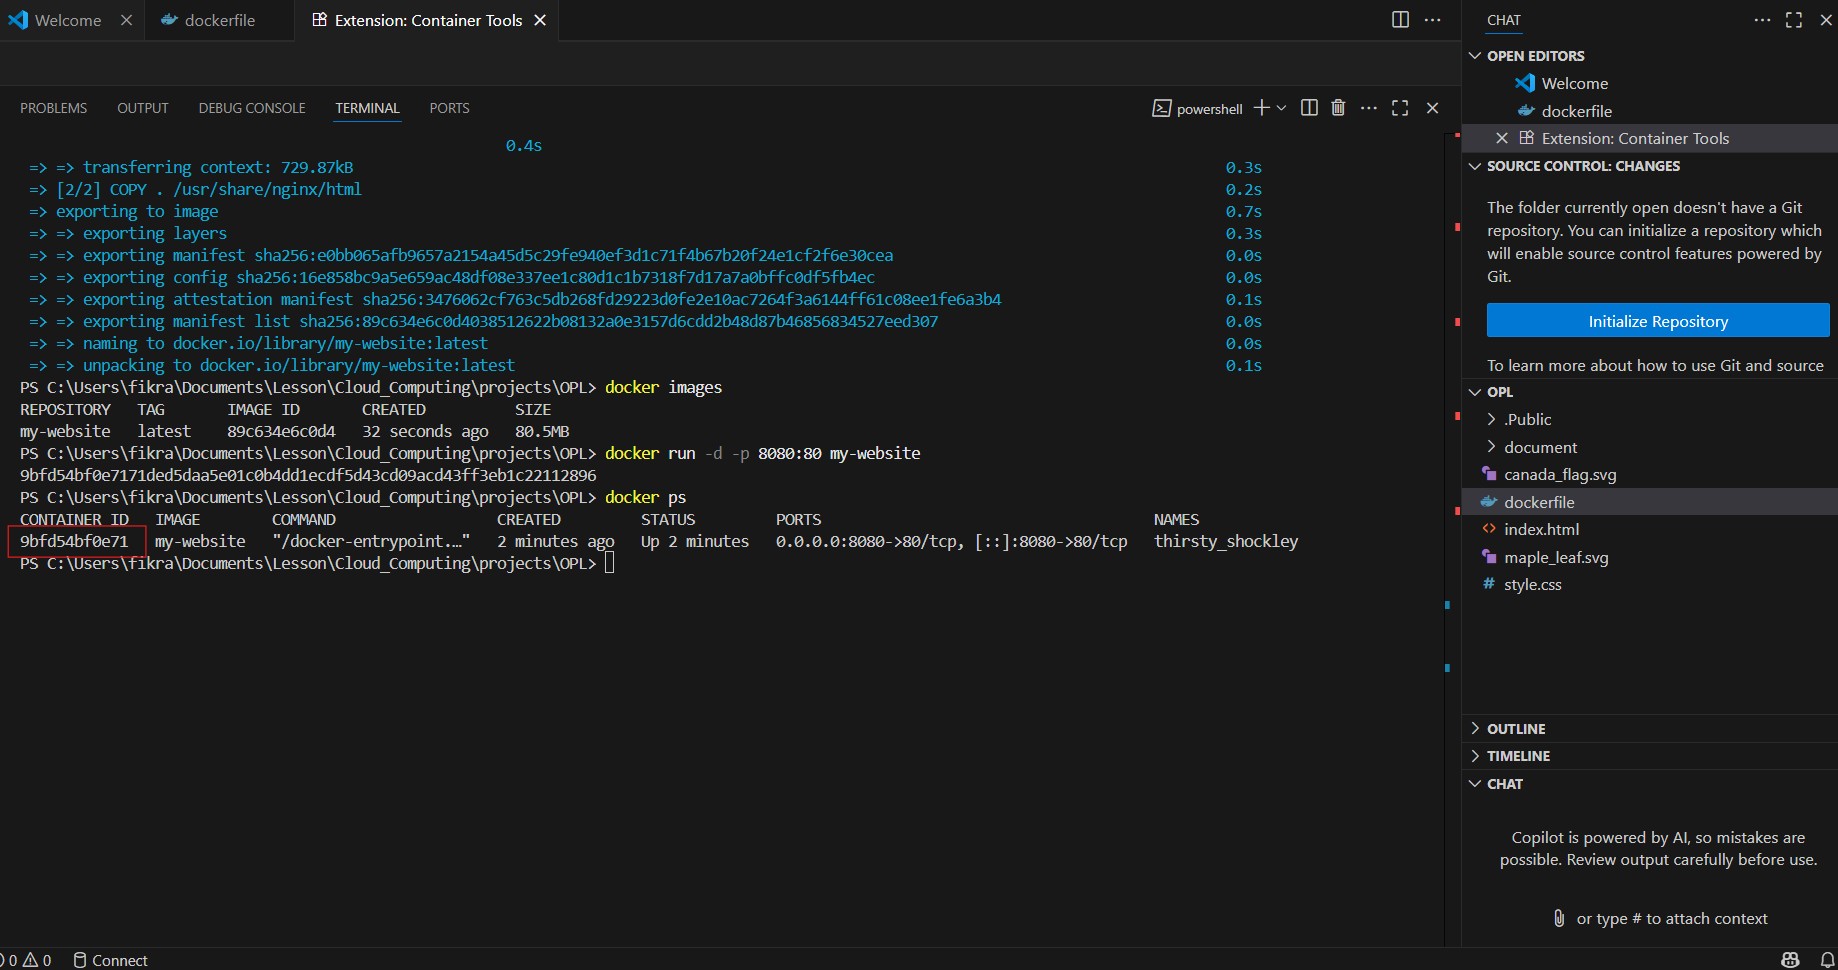 Welcome
dockerfile
Extension: Container Tools
PROBLEMS OUTPUT DEBUG CONSOLE TERMINAL PORTS
powershell
0.4s
=> => transferring context: 729.87kB 0.3s
=> [2/2] COPY . /usr/share/nginx/html 0.2s
=> exporting to image 0.7s
=> => exporting layers 0.3s
=> => exporting manifest sha256:e0bb065afb9657a2154a45d5c29fe940ef3d1c71f4b67b20f24e1cf2f6e30cea 0.0s
=> => exporting config sha256:16e858bc9a5e659ac48df08e337ee1c80d1c1b7318f7d17a7a0bffc0df5fb4ec 0.0s
=> => exporting attestation manifest sha256:3476062cf763c5db268fd29223d0fe2e10ac7264f3a6144ff61c08ee1fe6a3b4 0.1s
=> => exporting manifest list sha256:89c634e6c0d4038512622b08132a0e3157d6cdd2b48d87b46856834527eed307 0.0s
=> => naming to docker.io/library/my-website:latest 0.0s
=> => unpacking to docker.io/library/my-website:latest 0.1s
PS C:\Users\fikra\Documents\Lesson\Cloud_Computing\projects\OPL> docker images
REPOSITORY TAG IMAGE ID CREATED SIZE
my-website latest 89c634e6c0d4 32 seconds ago 80.5MB
PS C:\Users\fikra\Documents\Lesson\Cloud_Computing\projects\OPL> docker run -d -p 8080:80 my-website
9bfd54bf0e7171ded5daa5e01c0b4dd1ecdf5d43cd09acd43ff3eb1c22112896
PS C:\Users\fikra\Documents\Lesson\Cloud_Computing\projects\OPL> docker ps
CONTAINER ID IMAGE COMMAND CREATED STATUS PORTS NAMES
9bfd54bf0e71 my-website "/docker-entrypoint.…" 2 minutes ago Up 2 minutes 0.0.0.0:8080->80/tcp, [::]:8080->80/tcp thirsty_shockley
PS C:\Users\fikra\Documents\Lesson\Cloud_Computing\projects\OPL>
CHAT
OPEN EDITORS
Welcome
dockerfile
Extension: Container Tools
SOURCE CONTROL: CHANGES
The folder currently open doesn't have a Git
repository. You can initialize a repository which
will enable source control features powered by
Git.
Initialize Repository
To learn more about how to use Git and source
OPL
.Public
document
canada_flag.svg
dockerfile
index.html
maple_leaf.svg
style.css
OUTLINE
TIMELINE
CHAT
Copilot is powered by AI, so mistakes are
possible. Review output carefully before use.
or type # to attach context
0 0 Connect